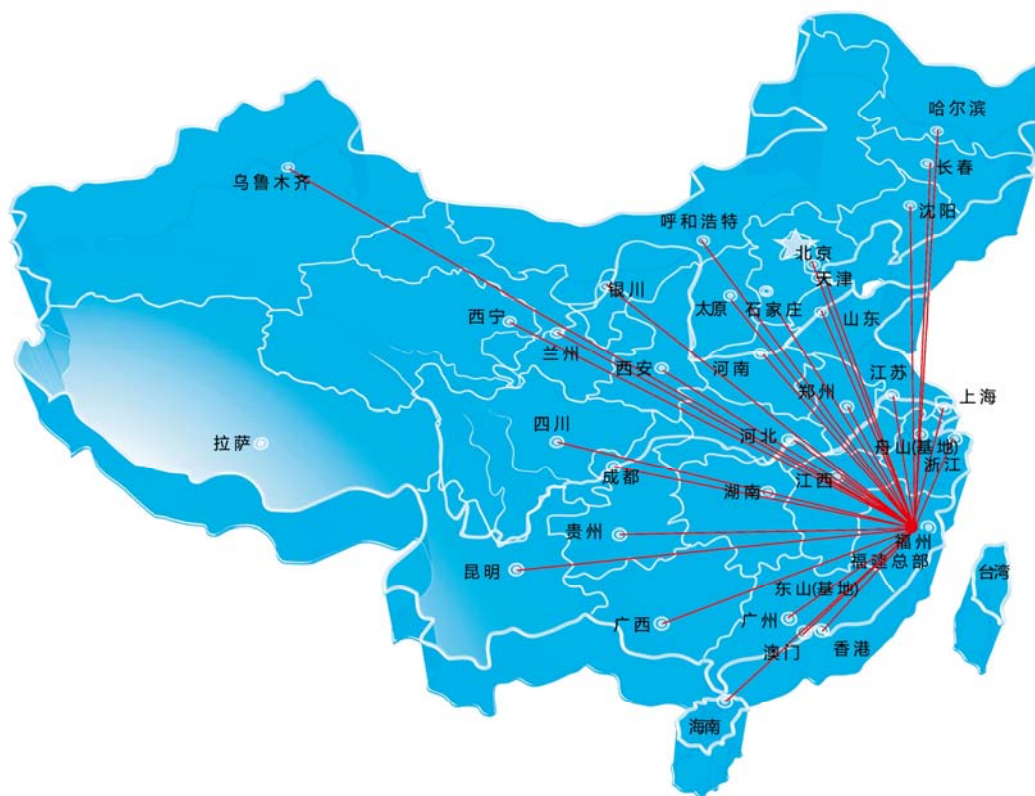 哈尔滨
长春
乌鲁木齐
沈阳
呼和浩特
北京
天津
银川
太原
石家庄
西宁
山东
兰州
西安
河南
江苏
郑州
上海
四川
河北
舟山(基地)
拉萨
浙江
成都
江西
湖南
贵州
福州
福建总部
昆明
台湾
东山(基地)
广西
广州
澳门
香港
海南